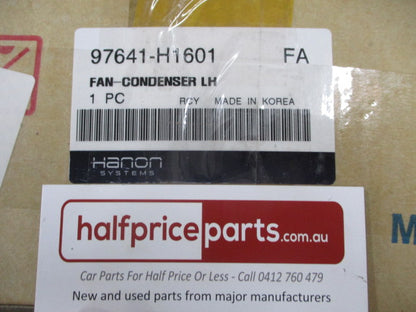 97641-H1601 FA
FAN-CONDENSER LH
1 PC RCY MADE IN KOREA
Hanon
SYSTEMS
halfpriceparts.com.au
Car Parts For Half Price Or Less - Call 0412 760 479
New and used parts from major manufacturers
M